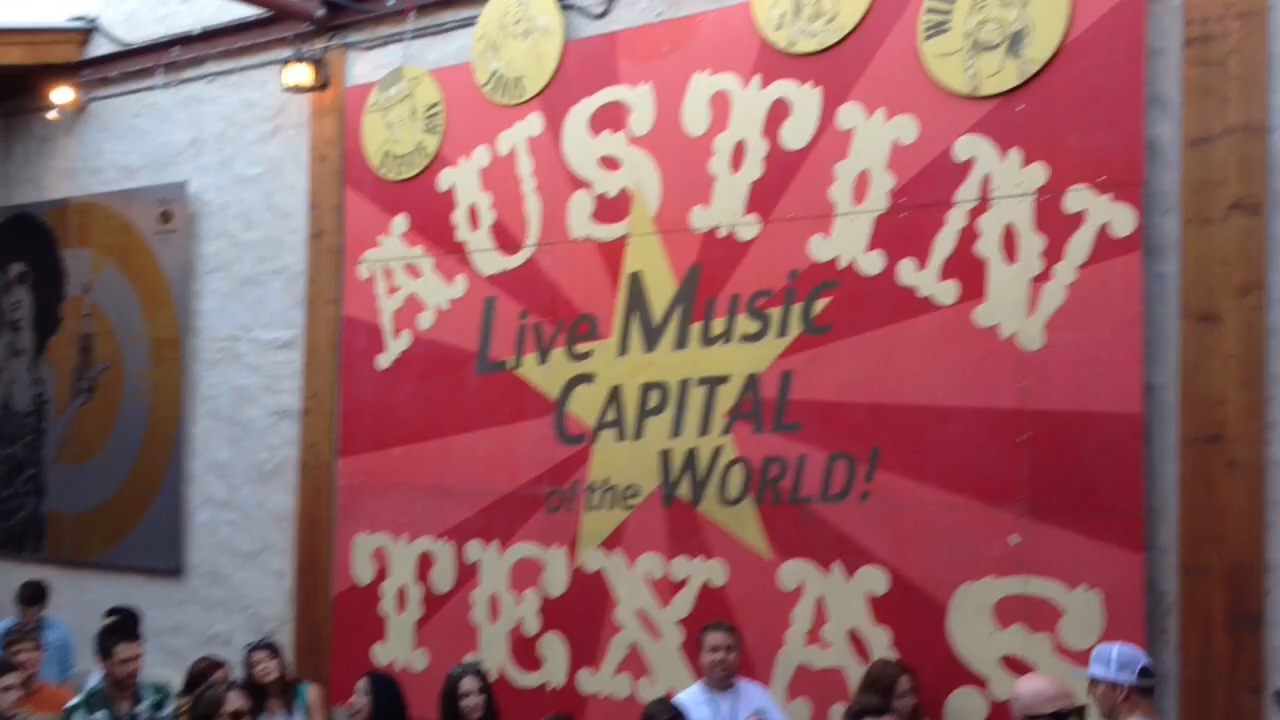 AUSTIN
Live Music
CAPITAL
of the WORLD!
TEXAS